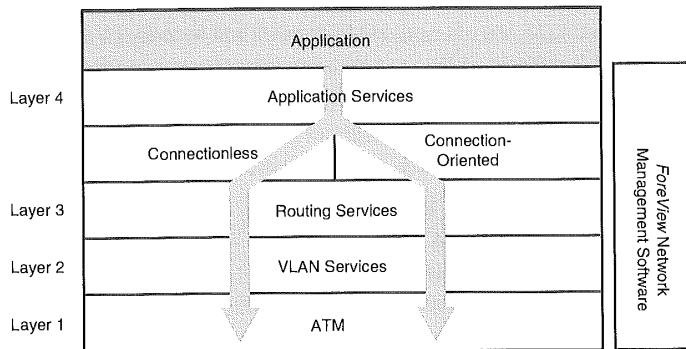 Application
Layer 4
Application Services
Connectionless
Connection-
Oriented
Layer 3
Routing Services
Layer 2
VLAN Services
Layer 1
ATM
ForeView Network
Management Software